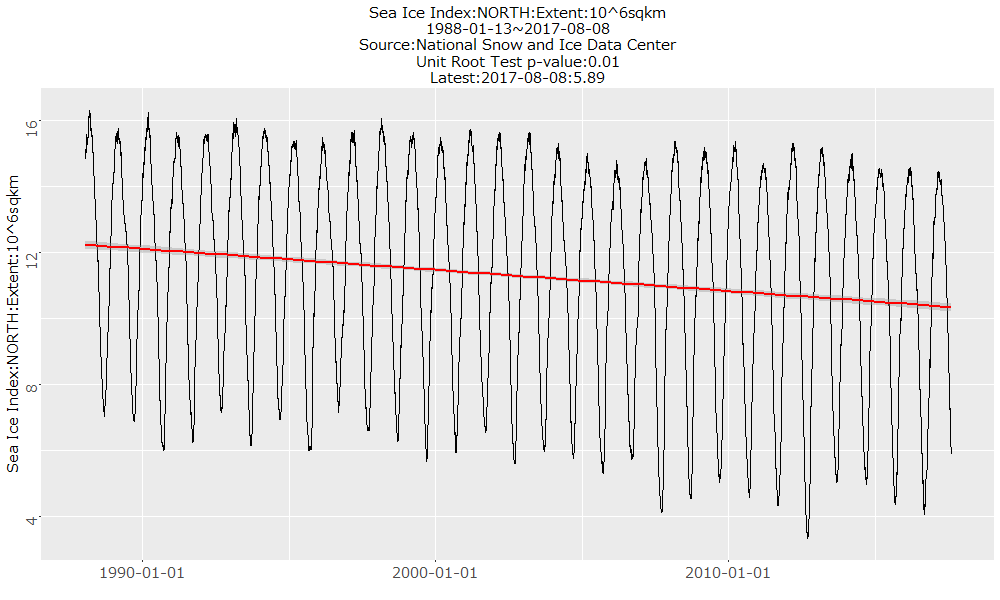 Sea Ice Index:NORTH:Extent:10^6sqkm
1988-01-13~2017-08-08
Source:National Snow and Ice Data Center
Unit Root Test p-value:0.01
Latest:2017-08-08:5.89
Sea Ice Index:NORTH:Extent:10^6sqkm
16
12
8
4
1990-01-01
2000-01-01
2010-01-01